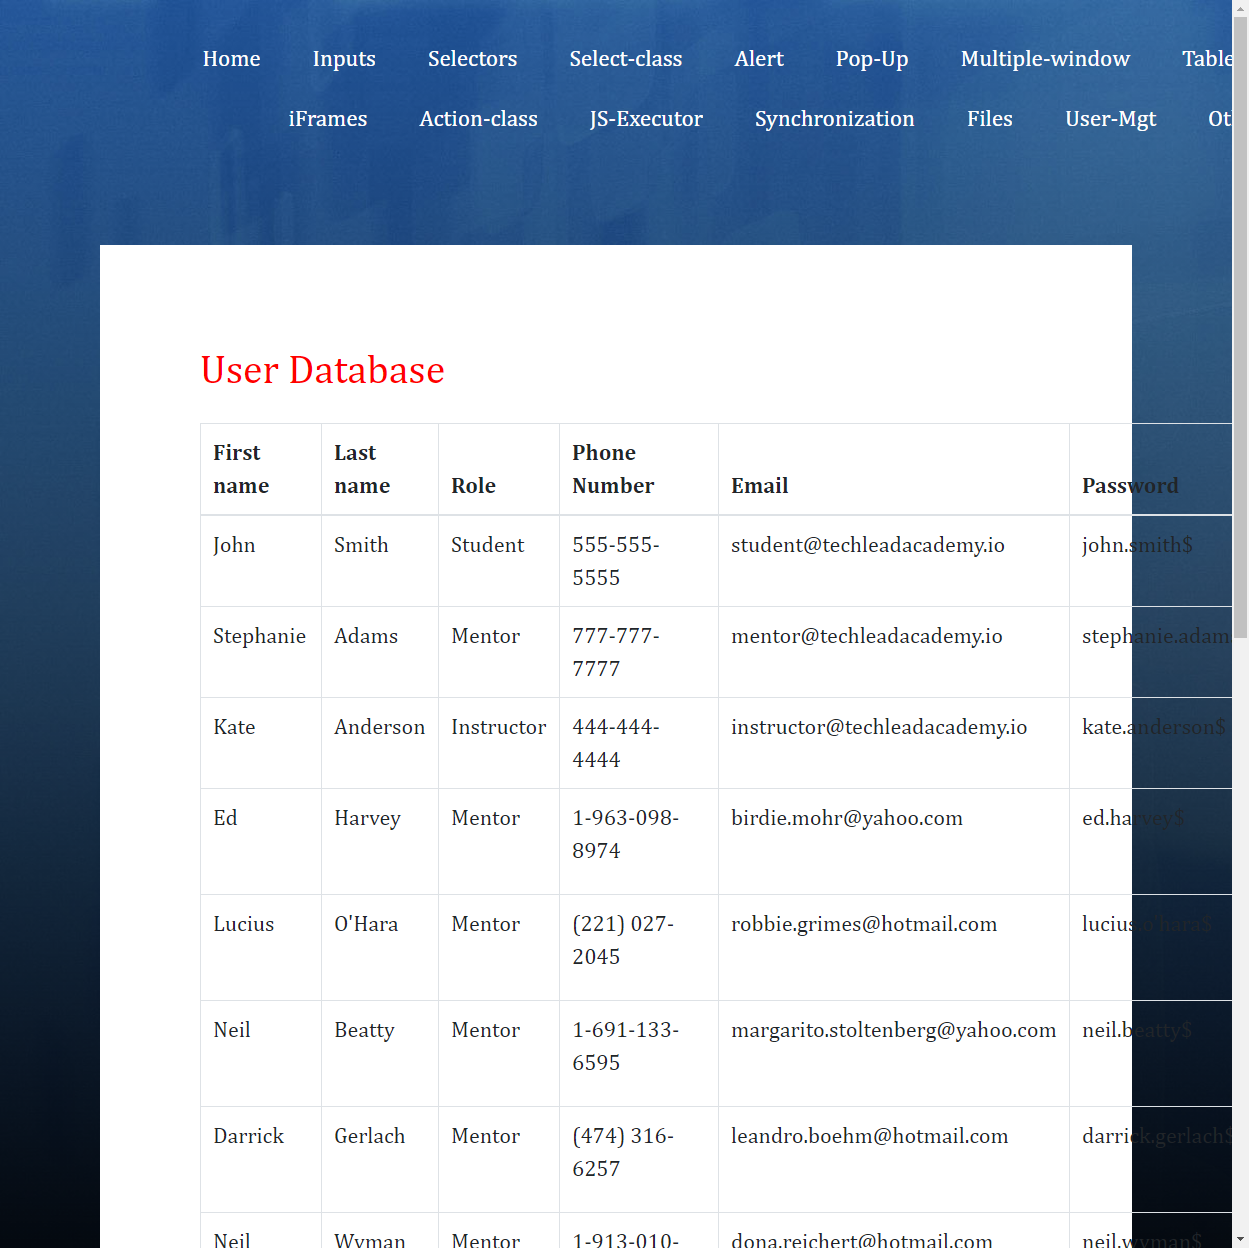 Home Inputs Selectors Select-class Alert Pop-Up Multiple-window Table
iFrames Action-class JS-Executor Synchronization Files User-Mgt
User Database
First name Last name Role Phone Number Email Password
John Smith Student 555-555-5555 student@techleadacademy.io john.smith$
Stephanie Adams Mentor 777-777-7777 mentor@techleadacademy.io stephanie.adam
Kate Anderson Instructor 444-444-4444 instructor@techleadacademy.io kate.anderson$
Ed Harvey Mentor 1-963-098-8974 birdie.mohr@yahoo.com ed.harvey$
Lucius O'Hara Mentor (221) 027-2045 robbie.grimes@hotmail.com lucius.o'hara$
Neil Beatty Mentor 1-691-133-6595 margarito.stoltenberg@yahoo.com neil.beatty$
Darrick Gerlach Mentor (474) 316-6257 leandro.boehm@hotmail.com darrick.gerlach$
Neil Wyman Mentor 1-913-010- dona.reichert@hotmail.com neil.wyman$